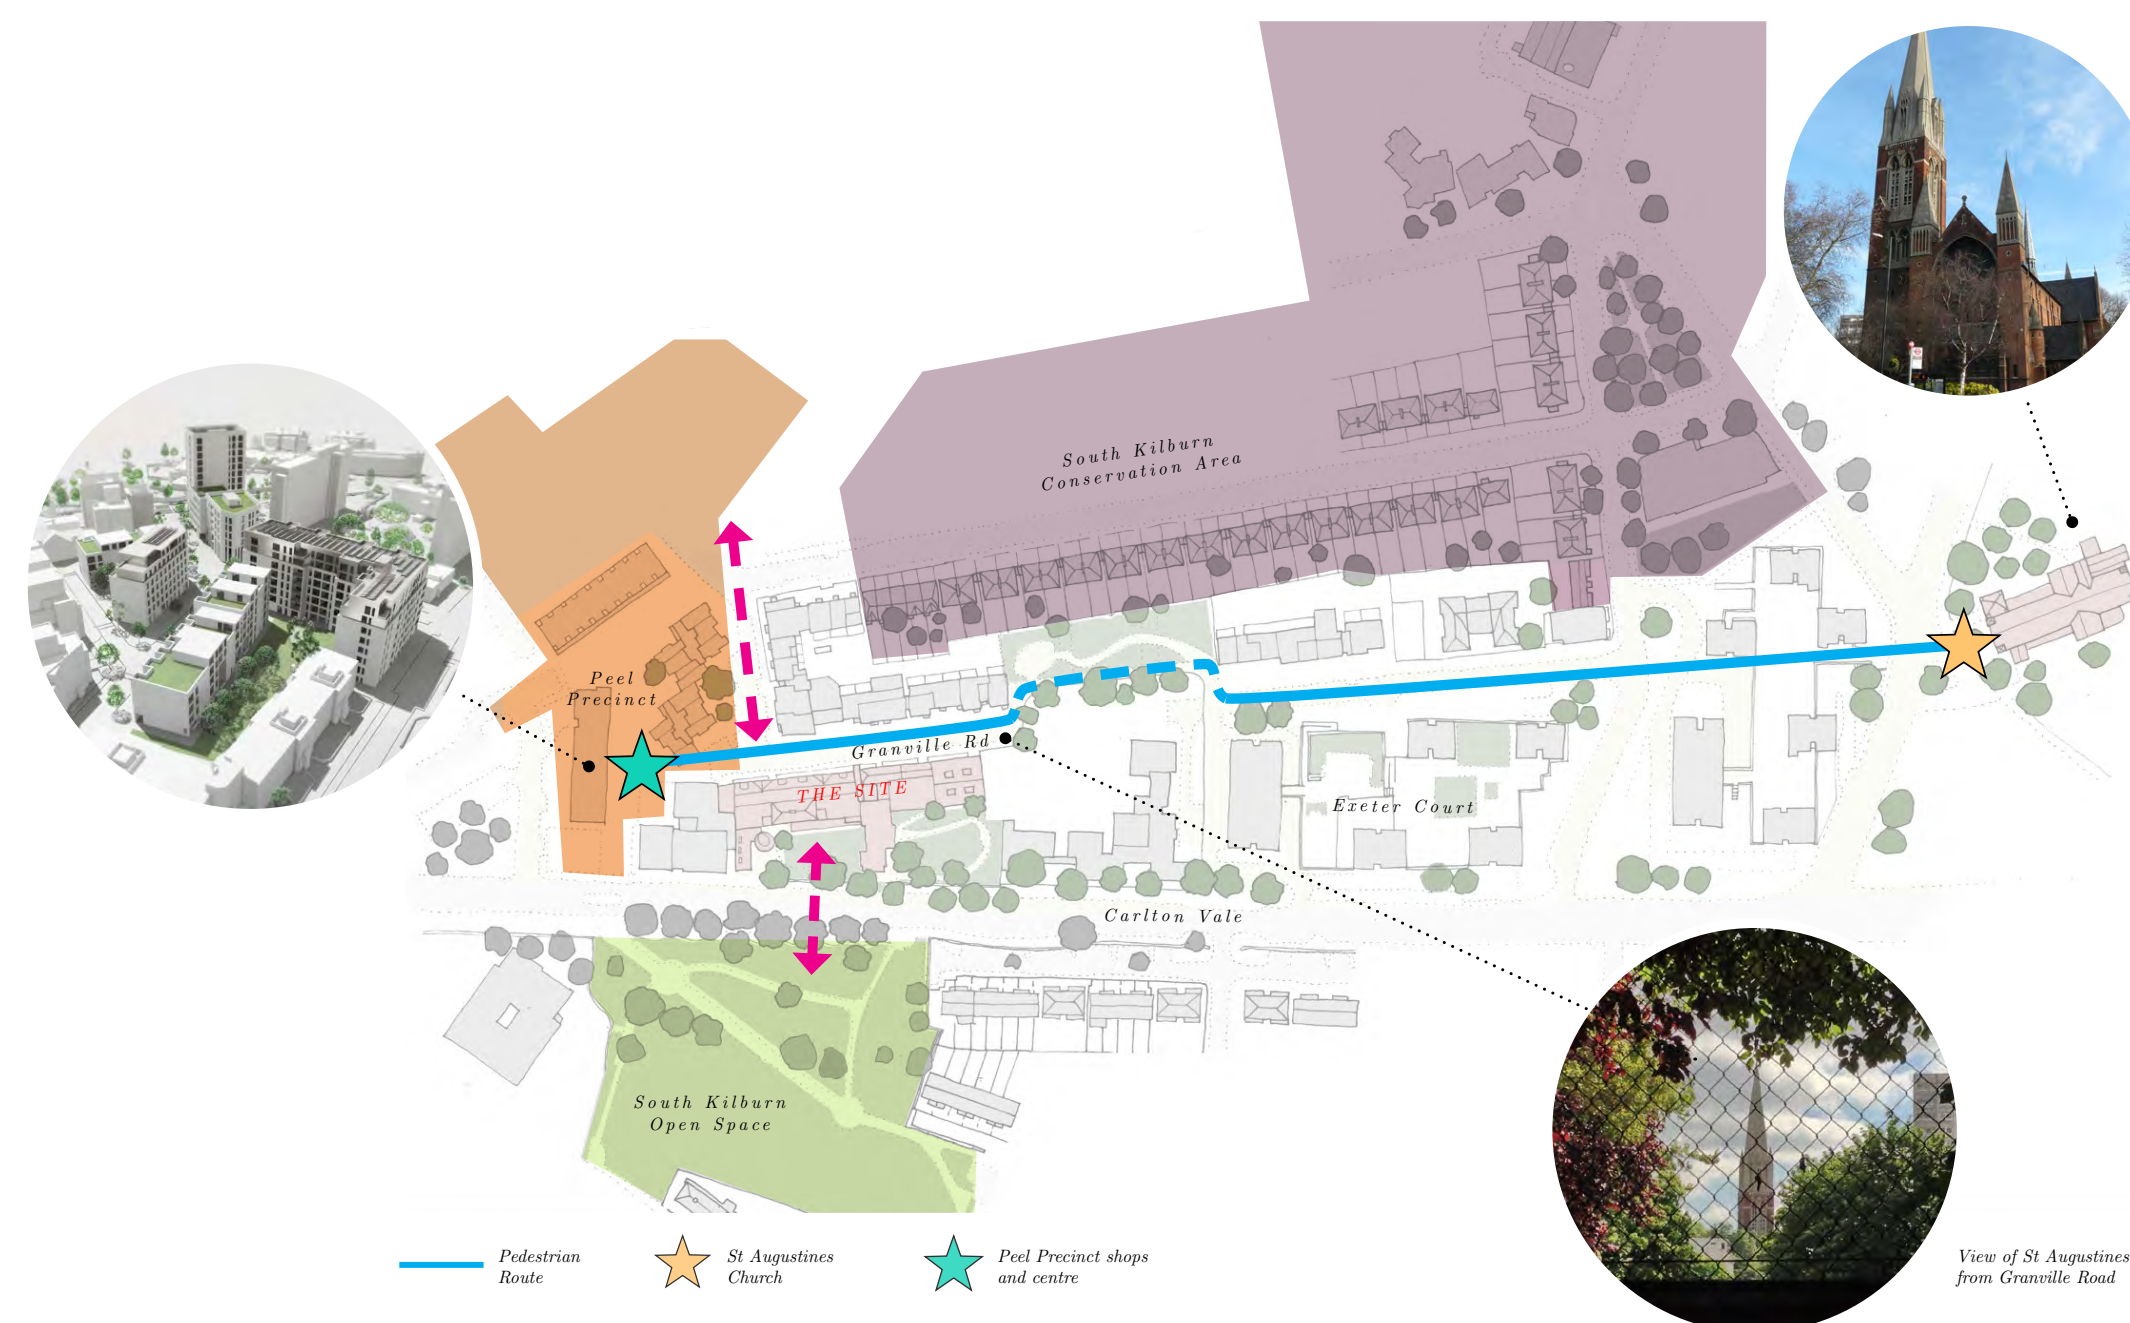 South Kilburn
Conservation Area
Peel
Precinct
Granville Rd
THE SITE
Exeter Court
Carlton Vale
South Kilburn
Open Space
Pedestrian
Route
St Augustines
Church
Peel Precinct shops
and centre
View of St Augustines
from Granville Road